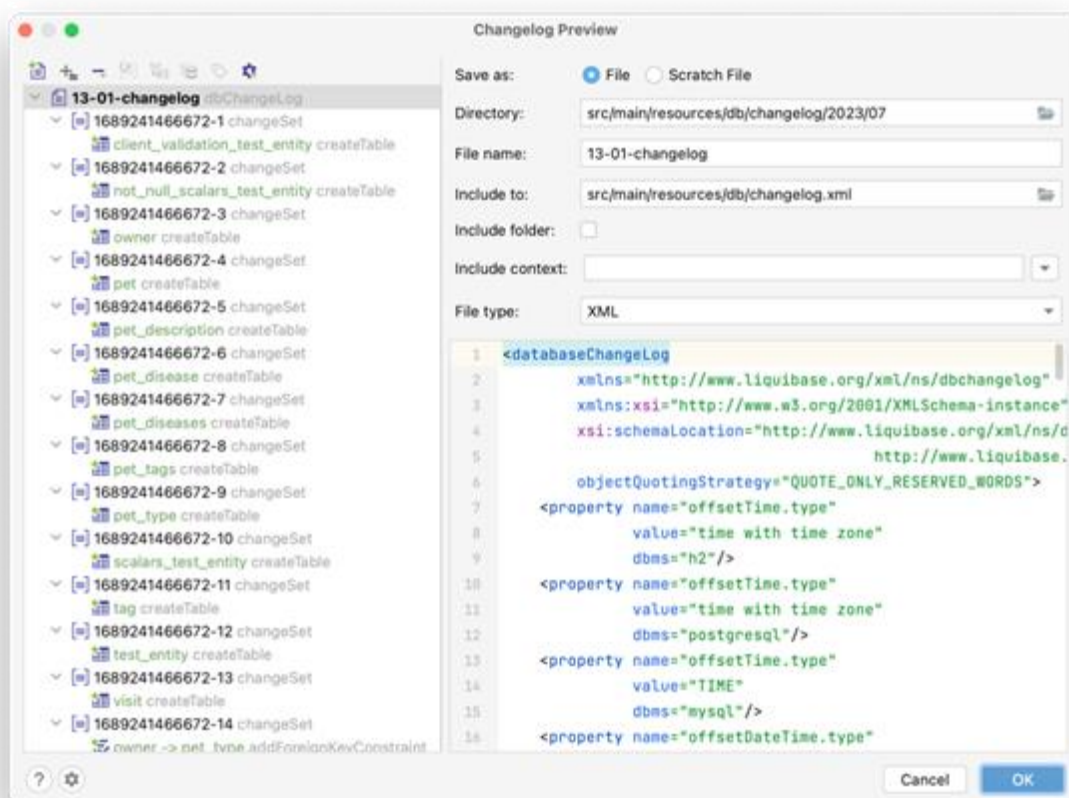 Changelog Preview
13-01-changelog dbChangeLog
1689241466672-1 changeSet
client_validation_test_entity createTable
1689241466672-2 changeSet
not_null_scalars_test_entity createTable
1689241466672-3 changeSet
owner createTable
1689241466672-4 changeSet
pet createTable
1689241466672-5 changeSet
pet_description createTable
1689241466672-6 changeSet
pet_disease createTable
1689241466672-7 changeSet
pet_diseases createTable
1689241466672-8 changeSet
pet_tags createTable
1689241466672-9 changeSet
pet_type createTable
1689241466672-10 changeSet
scalars_test_entity createTable
1689241466672-11 changeSet
tag createTable
1689241466672-12 changeSet
test_entity createTable
1689241466672-13 changeSet
visit createTable
1689241466672-14 changeSet
owner -> pet_type addForeignKeyConstraint
Save as: File Scratch File
Directory: src/main/resources/db/changelog/2023/07
File name: 13-01-changelog
Include to: src/main/resources/db/changelog.xml
Include folder:
Include context:
File type: XML
1 <databaseChangeLog
2 xmlns="http://www.liquibase.org/xml/ns/dbchangelog"
3 xmlns:xsi="http://www.w3.org/2001/XMLSchema-instance"
4 xsi:schemaLocation="http://www.liquibase.org/xml/ns/d
5 http://www.liquibase.
6 objectQuotingStrategy="QUOTE_ONLY_RESERVED_WORDS">
7 <property name="offsetTime.type"
8 value="time with time zone"
9 dbms="h2"/>
10 <property name="offsetTime.type"
11 value="time with time zone"
12 dbms="postgresql"/>
13 <property name="offsetTime.type"
14 value="TIME"
15 dbms="mysql"/>
16 <property name="offsetDateTime.type"
?
Cancel OK